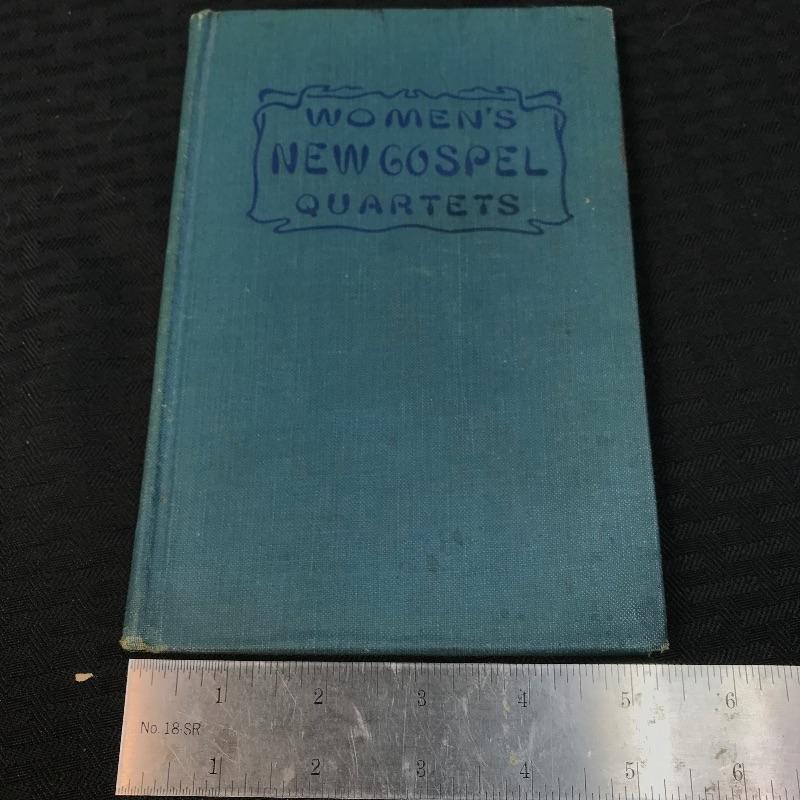 WOMEN'S
NEW GOSPEL
QUARTETS
1 2 3 4 5 6
No. 18-SR
1 2 3 4 5 6